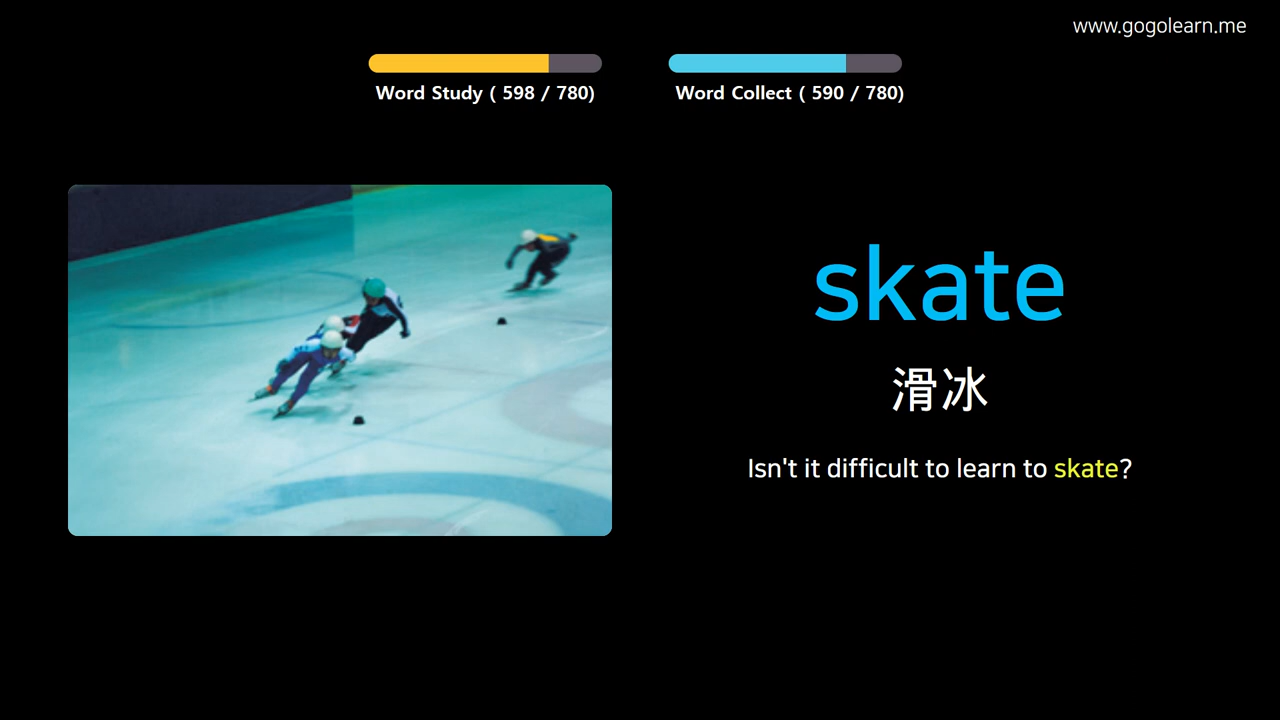 www.gogolearn.me
Word Study ( 598 / 780)
Word Collect ( 590 / 780)
skate
滑冰
Isn't it difficult to learn to skate?